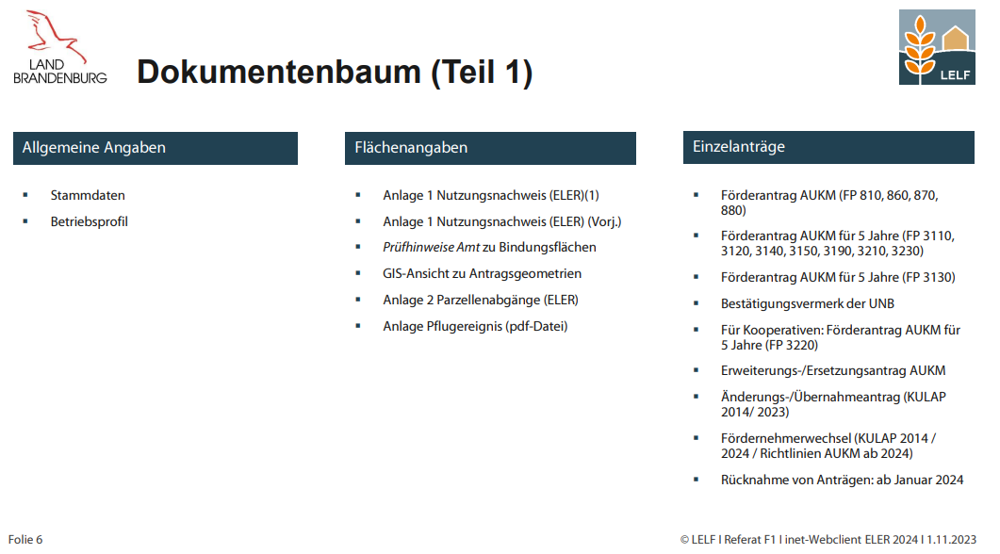 LAND
BRANDENBURG
Dokumentenbaum (Teil 1)
LELF
Allgemeine Angaben
▪ Stammdaten
▪ Betriebsprofil
Flächenangaben
▪ Anlage 1 Nutzungsnachweis (ELER)(1)
▪ Anlage 1 Nutzungsnachweis (ELER) (Vorj.)
▪ Prüfhinweise Amt zu Bindungsflächen
▪ GIS-Ansicht zu Antragsgeometrien
▪ Anlage 2 Parzellenabgänge (ELER)
▪ Anlage Pflugereignis (pdf-Datei)
Einzelanträge
▪ Förderantrag AUKM (FP 810, 860, 870,
880)
▪ Förderantrag AUKM für 5 Jahre (FP 3110,
3120, 3140, 3150, 3190, 3210, 3230)
▪ Förderantrag AUKM für 5 Jahre (FP 3130)
▪ Bestätigungsvermerk der UNB
▪ Für Kooperativen: Förderantrag AUKM für
5 Jahre (FP 3220)
▪ Erweiterungs-/Ersetzungsantrag AUKM
▪ Änderungs-/Übernahmeantrag (KULAP
2014/ 2023)
▪ Fördernehmerwechsel (KULAP 2014 /
2024 / Richtlinien AUKM ab 2024)
▪ Rücknahme von Anträgen: ab Januar 2024
Folie 6
© LELF I Referat F1 | inet-Webclient ELER 2024 | 1.11.2023